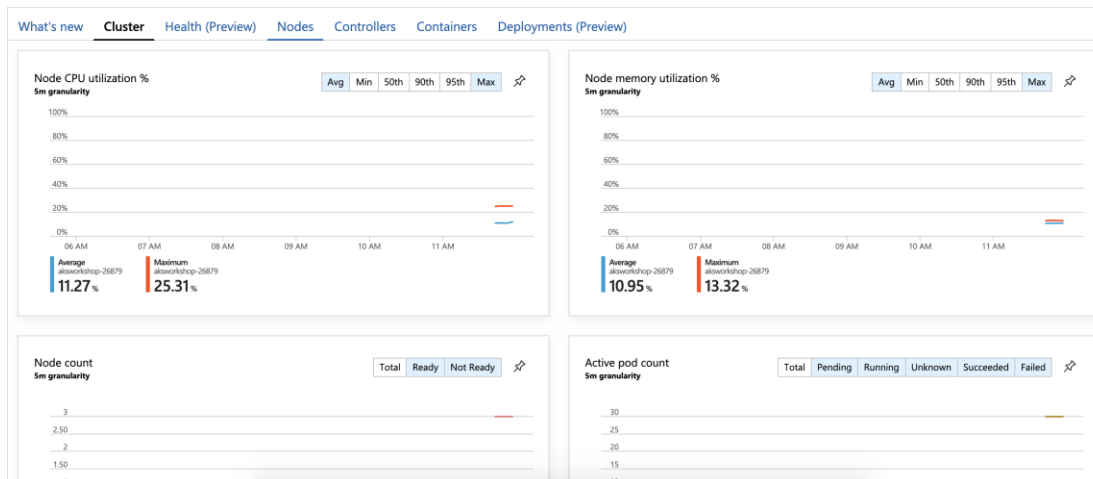 What's new Cluster Health (Preview) Nodes Controllers Containers Deployments (Preview)
Node CPU utilization %
5m granularity
Avg Min 50th 90th 95th Max
100%
80%
60%
40%
20%
0%
06 AM 07 AM 08 AM 09 AM 10 AM 11 AM
Average
aksworkshop-26879
11.27 %
Maximum
aksworkshop-26879
25.31 %
Node memory utilization %
5m granularity
Avg Min 50th 90th 95th Max
100%
80%
60%
40%
20%
0%
06 AM 07 AM 08 AM 09 AM 10 AM 11 AM
Average
aksworkshop-26879
10.95 %
Maximum
aksworkshop-26879
13.32 %
Node count
5m granularity
Total Ready Not Ready
3
2.50
2
1.50
Active pod count
5m granularity
Total Pending Running Unknown Succeeded Failed
30
25
20
15